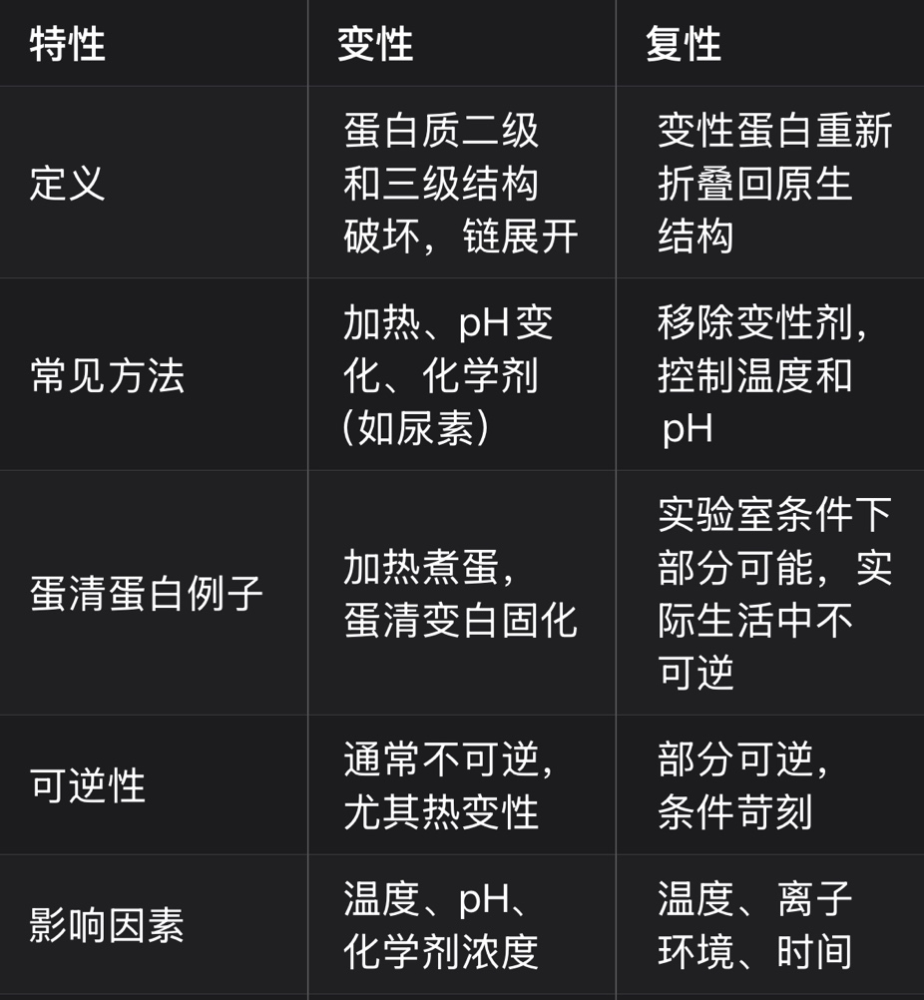 特性
变性
复性
定义
蛋白质二级
和三级结构
破坏，链展开
变性蛋白重新
折叠回原生
结构
常见方法
加热、pH变
化、化学剂
（如尿素）
移除变性剂，
控制温度和
pH
蛋清蛋白例子
加热煮蛋，
蛋清变白固化
实验室条件下
部分可能，实
际生活中不
可逆
可逆性
通常不可逆，
尤其热变性
部分可逆，
条件苛刻
影响因素
温度、pH、
化学剂浓度
温度、离子
环境、时间